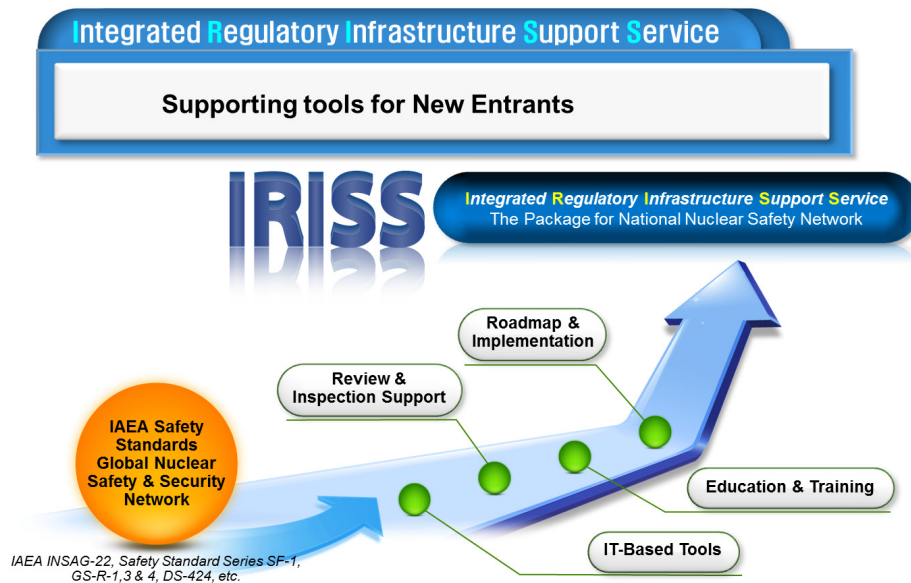 Integrated Regulatory Infrastructure Support Service
Supporting tools for New Entrants
IRISS
Integrated Regulatory Infrastructure Support Service
The Package for National Nuclear Safety Network
Roadmap &
Implementation
Review &
Inspection Support
IAEA Safety
Standards
Global Nuclear
Safety & Security
Network
Education & Training
IT-Based Tools
IAEA INSAG-22, Safety Standard Series SF-1,
GS-R-1,3 & 4, DS-424, etc.